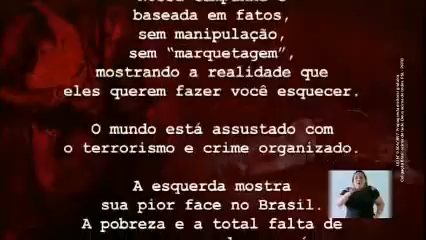 baseada em fatos,
sem manipulação,
sem “marquetagem”,
mostrando a realidade que
eles querem fazer você esquecer.
O mundo está assustado com
o terrorismo e crime organizado.
A esquerda mostra
sua pior face no Brasil.
A pobreza e a total falta de